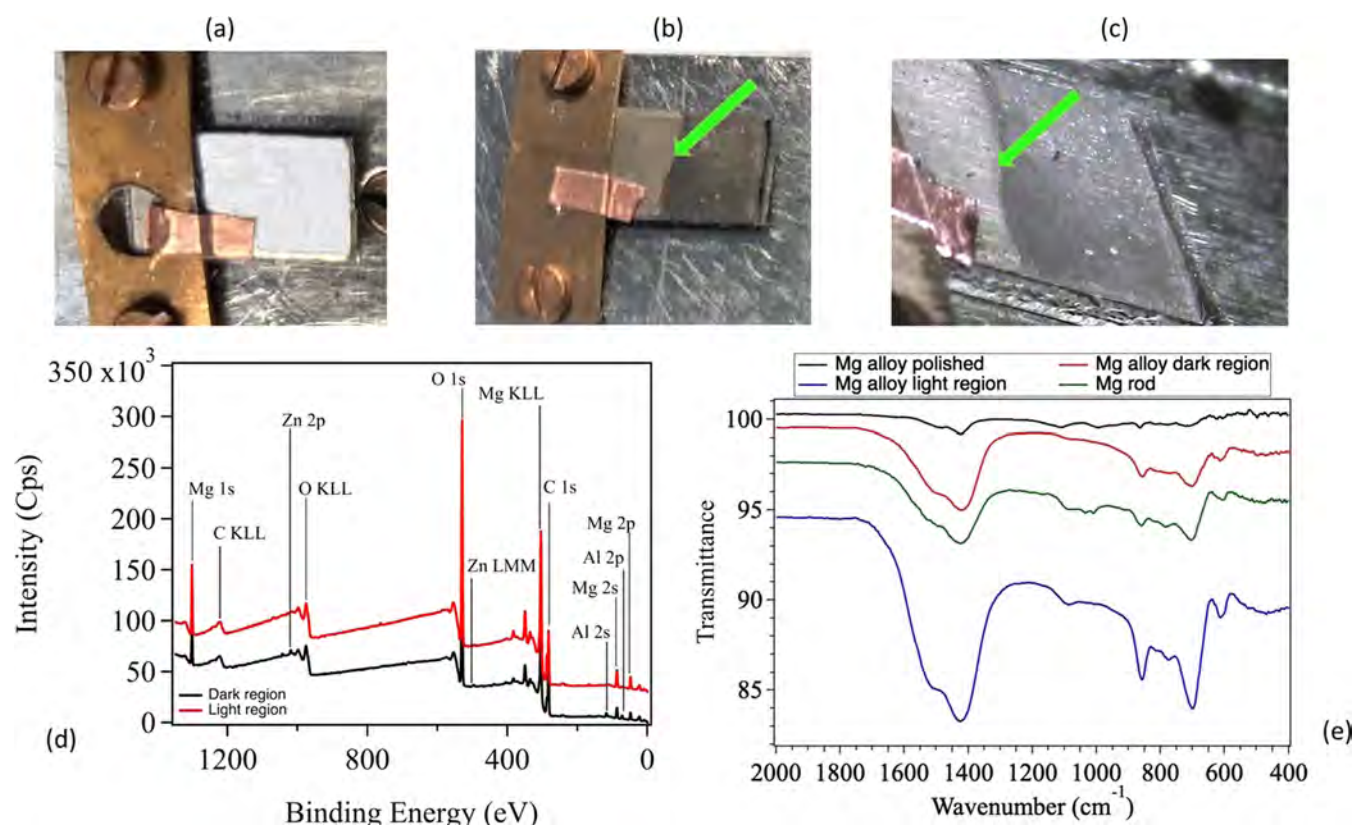 (a)
(b)
(c)
350 x10³
300
250
200
150
100
50
0
Intensity (Cps)
Mg 1s
C KLL
Zn 2p
O KLL
O 1s
Mg KLL
Zn LMM
C 1s
Mg 2p
Al 2p
Mg 2s
Al 2s
Dark region
Light region
1200
800
400
0
Binding Energy (eV)
(d)
Mg alloy polished
Mg alloy dark region
Mg alloy light region
Mg rod
100
95
90
85
Transmittance
2000
1800
1600
1400
1200
1000
800
600
400
Wavenumber (cm⁻¹)
(e)